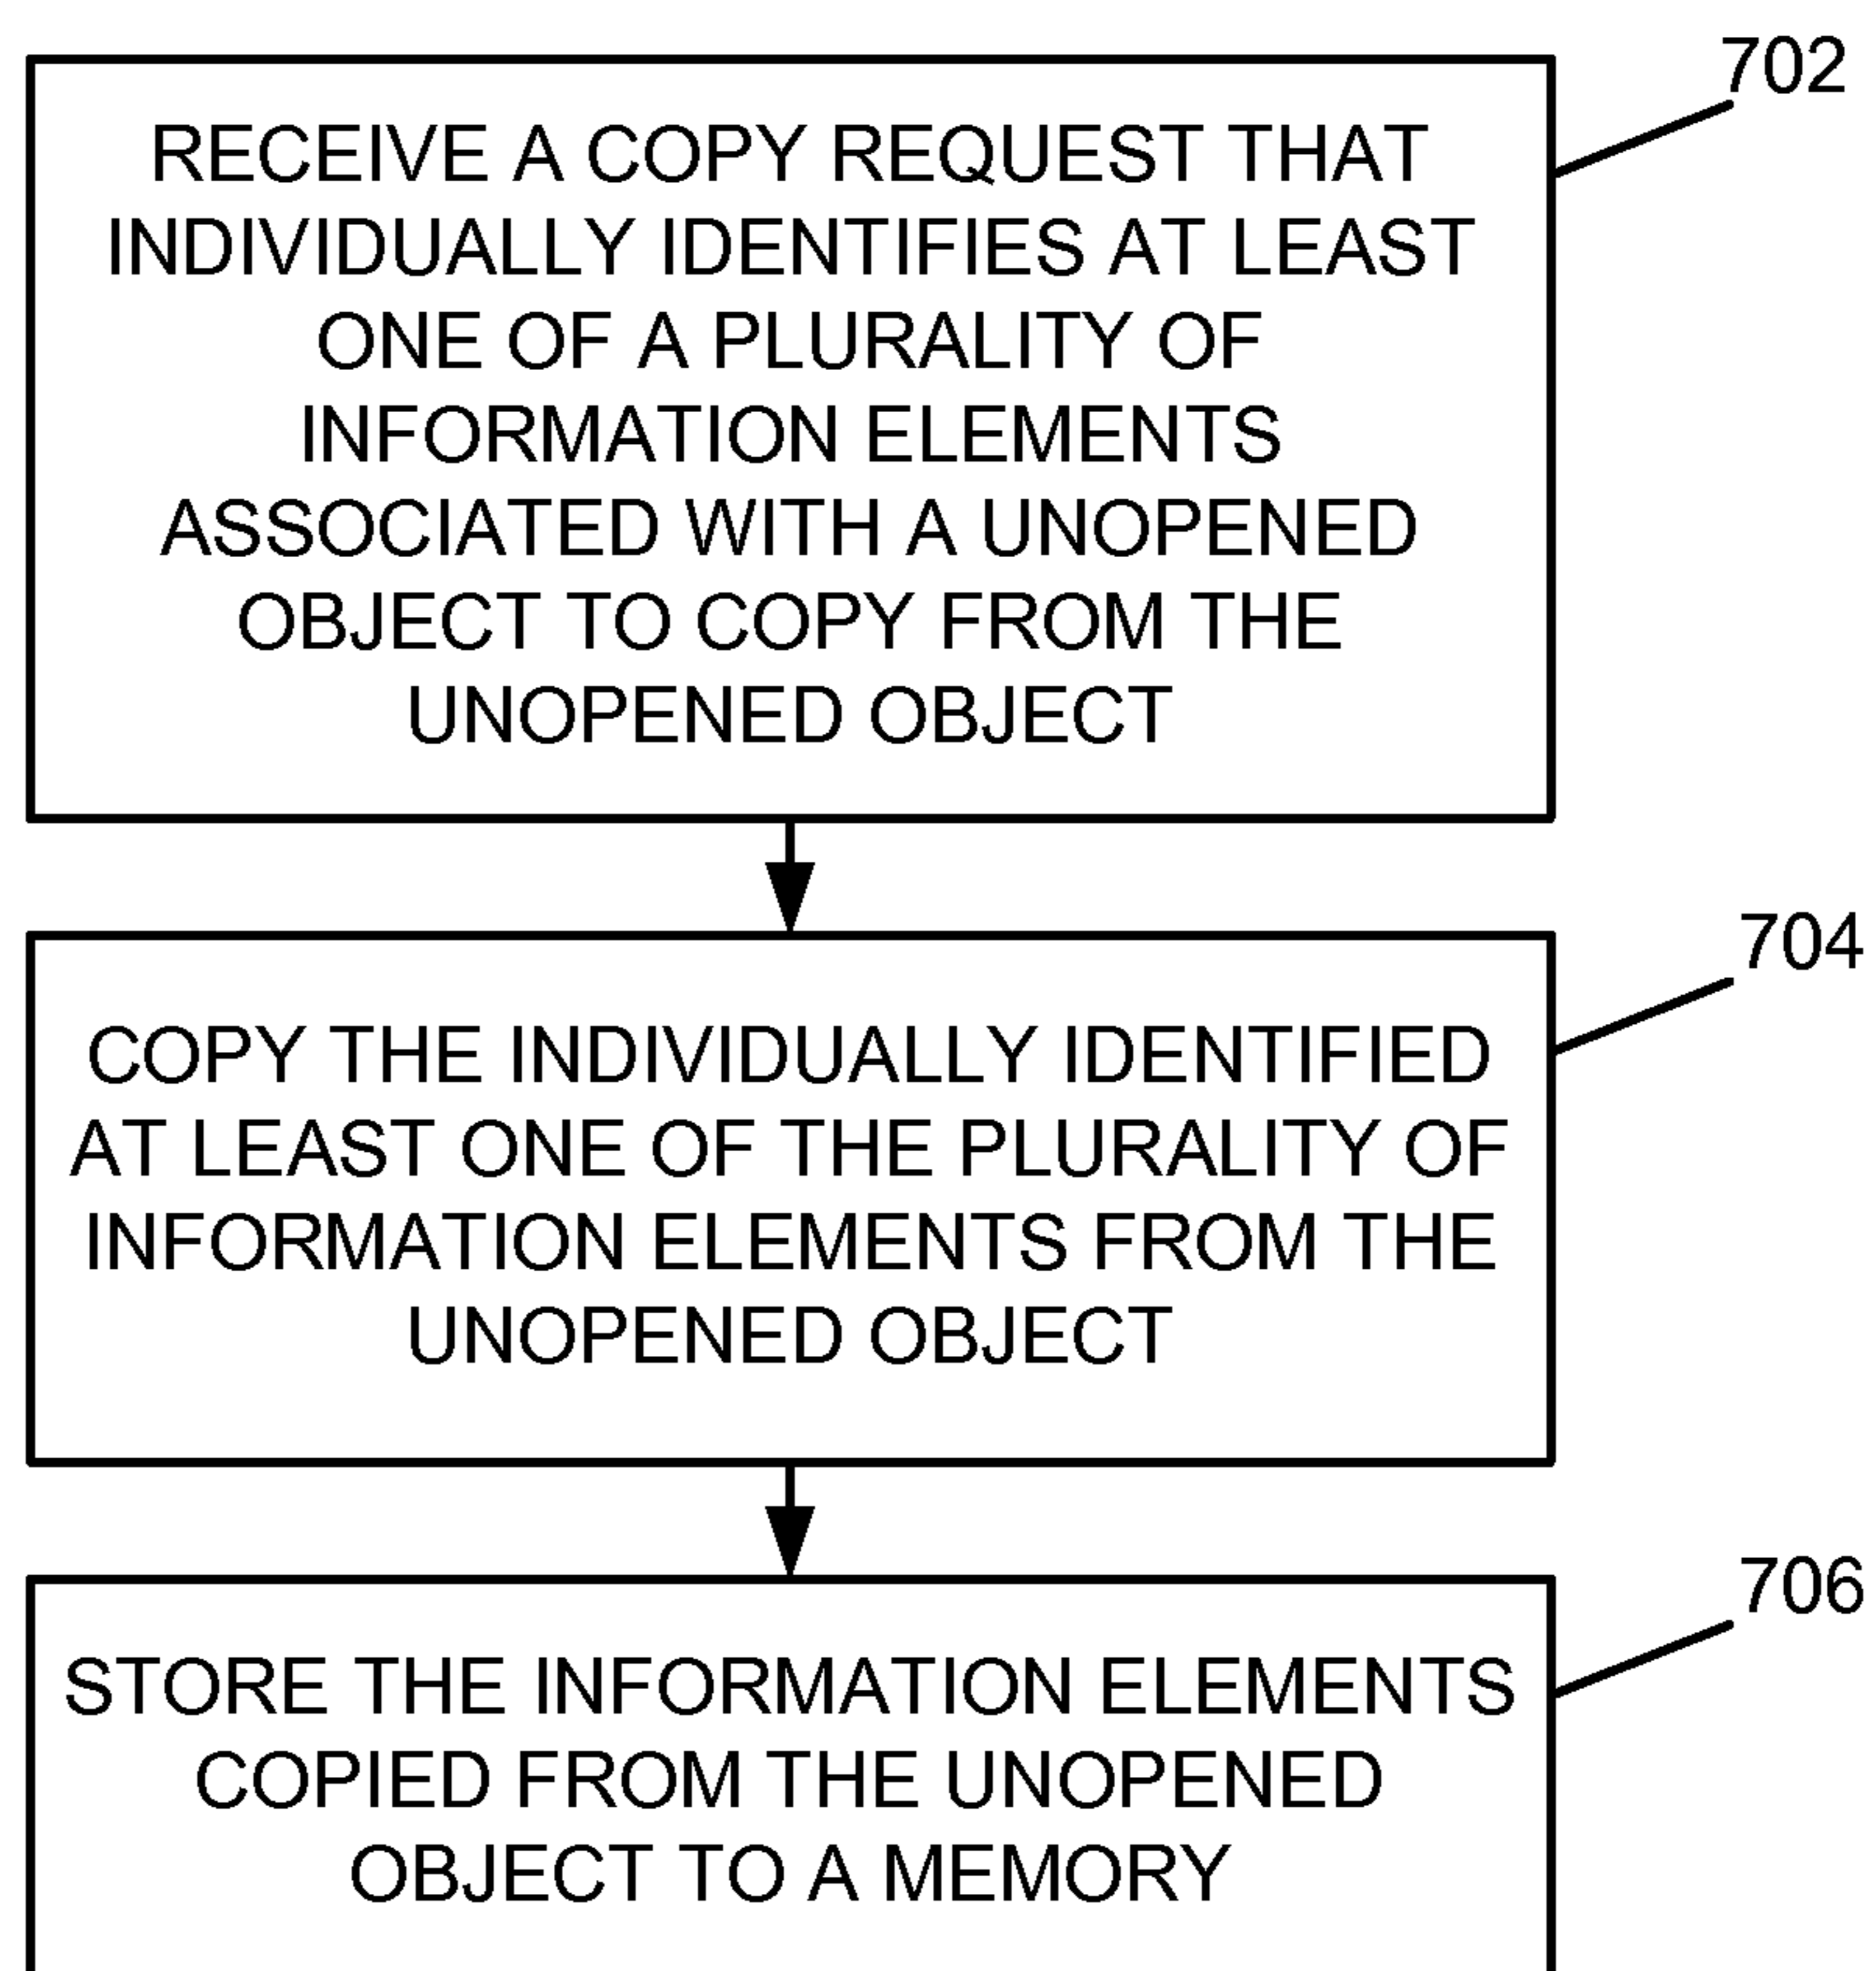 702
RECEIVE A COPY REQUEST THAT
INDIVIDUALLY IDENTIFIES AT LEAST
ONE OF A PLURALITY OF
INFORMATION ELEMENTS
ASSOCIATED WITH A UNOPENED
OBJECT TO COPY FROM THE
UNOPENED OBJECT
704
COPY THE INDIVIDUALLY IDENTIFIED
AT LEAST ONE OF THE PLURALITY OF
INFORMATION ELEMENTS FROM THE
UNOPENED OBJECT
706
STORE THE INFORMATION ELEMENTS
COPIED FROM THE UNOPENED
OBJECT TO A MEMORY